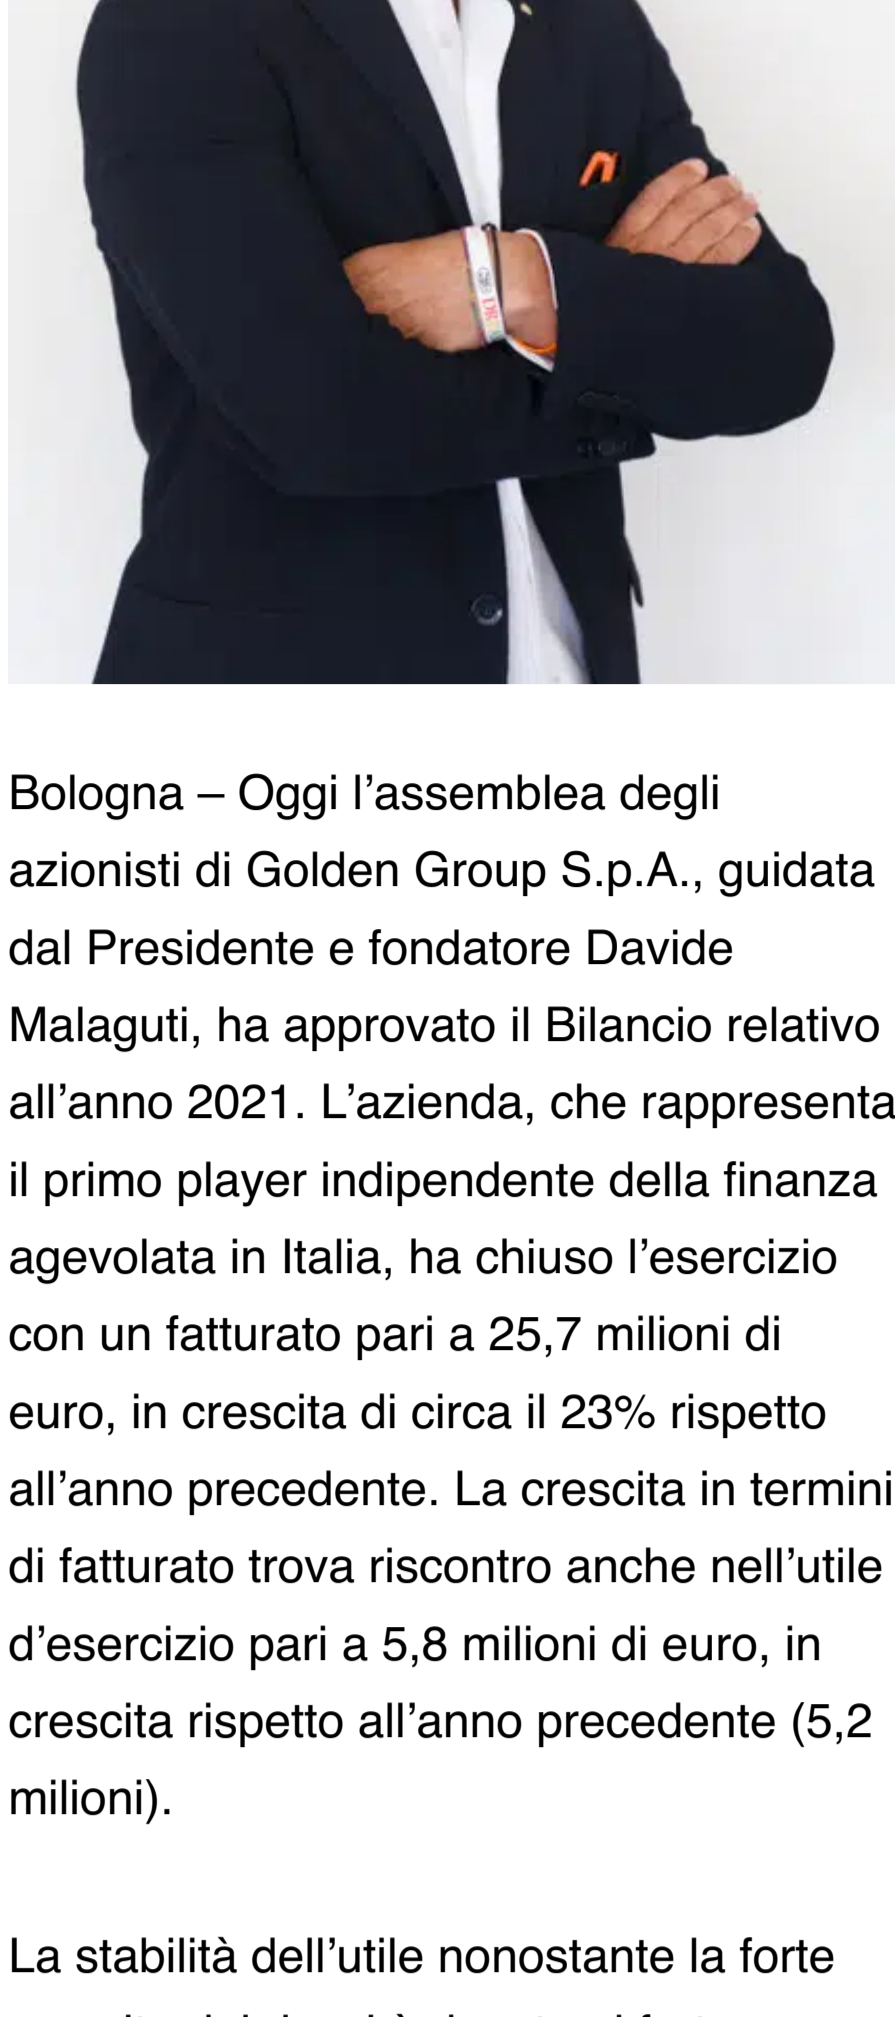 Bologna – Oggi l’assemblea degli
azionisti di Golden Group S.p.A., guidata
dal Presidente e fondatore Davide
Malaguti, ha approvato il Bilancio relativo
all’anno 2021. L’azienda, che rappresenta
il primo player indipendente della finanza
agevolata in Italia, ha chiuso l’esercizio
con un fatturato pari a 25,7 milioni di
euro, in crescita di circa il 23% rispetto
all’anno precedente. La crescita in termini
di fatturato trova riscontro anche nell’utile
d’esercizio pari a 5,8 milioni di euro, in
crescita rispetto all’anno precedente (5,2
milioni).
La stabilità dell’utile nonostante la forte